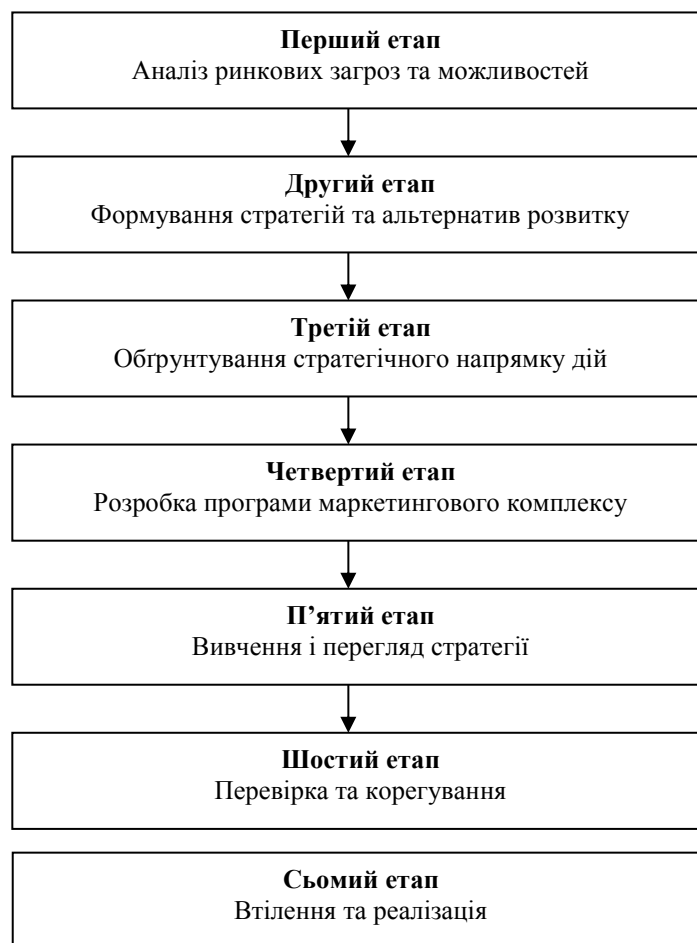 Перший етап
Аналіз ринкових загроз та можливостей
Другий етап
Формування стратегій та альтернатив розвитку
Третій етап
Обґрунтування стратегічного напрямку дій
Четвертий етап
Розробка програми маркетингового комплексу
П’ятий етап
Вивчення і перегляд стратегії
Шостий етап
Перевірка та корегування
Сьомий етап
Втілення та реалізація